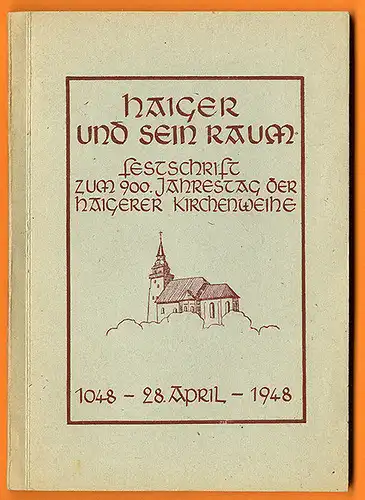 HAIGER
UND SEIN RAUM
FESTSCHRIFT
ZUM 900. JAHRESTAG DER
HAIGERER KIRCHENWEIHE
1048 – 28. APRIL – 1948